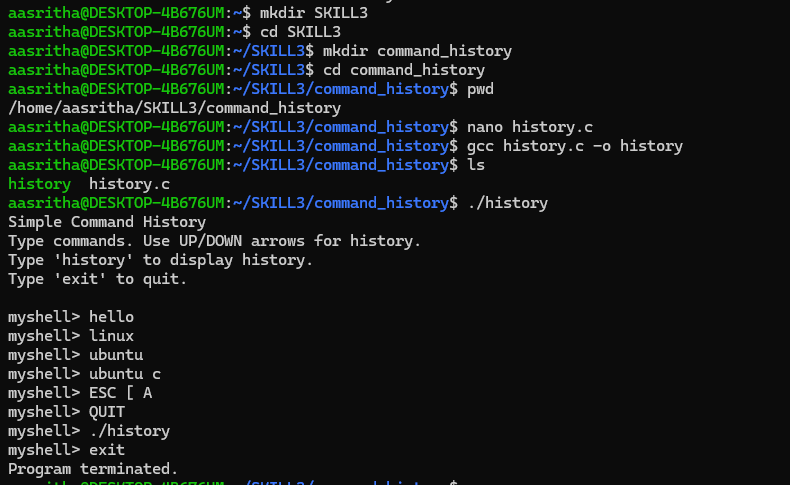 aasritha@DESKTOP-4B676UM:~$ mkdir SKILL3
aasritha@DESKTOP-4B676UM:~$ cd SKILL3
aasritha@DESKTOP-4B676UM:~/SKILL3$ mkdir command_history
aasritha@DESKTOP-4B676UM:~/SKILL3$ cd command_history
aasritha@DESKTOP-4B676UM:~/SKILL3/command_history$ pwd
/home/aasritha/SKILL3/command_history
aasritha@DESKTOP-4B676UM:~/SKILL3/command_history$ nano history.c
aasritha@DESKTOP-4B676UM:~/SKILL3/command_history$ gcc history.c -o history
aasritha@DESKTOP-4B676UM:~/SKILL3/command_history$ ls
history  history.c
aasritha@DESKTOP-4B676UM:~/SKILL3/command_history$ ./history
Simple Command History
Type commands. Use UP/DOWN arrows for history.
Type 'history' to display history.
Type 'exit' to quit.
myshell> hello
myshell> linux
myshell> ubuntu
myshell> ubuntu c
myshell> ESC [ A
myshell> QUIT
myshell> ./history
myshell> exit
Program terminated.